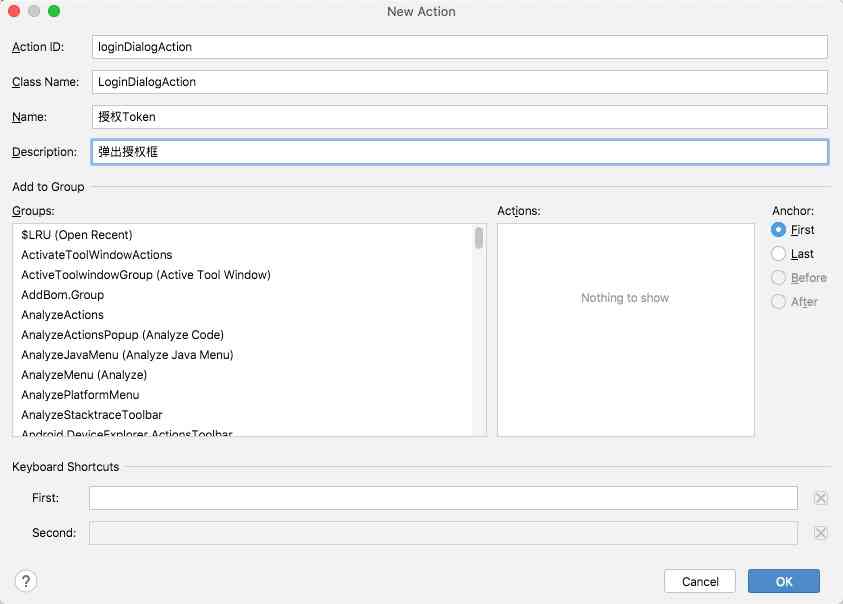 New Action
Action ID: loginDialogAction
Class Name: LoginDialogAction
Name: 授权Token
Description: 弹出授权框
Add to Group
Groups:
$LRU (Open Recent)
ActivateToolWindowActions
ActiveToolwindowGroup (Active Tool Window)
AddBom.Group
AnalyzeActions
AnalyzeActionsPopup (Analyze Code)
AnalyzeJavaMenu (Analyze Java Menu)
AnalyzeMenu (Analyze)
AnalyzePlatformMenu
AnalyzeStacktraceToolbar
Android.DeviceExplorer.ActionsToolbar
Actions:
Nothing to show
Anchor:
First
Last
Before
After
Keyboard Shortcuts
First:
Second:
?
Cancel
OK